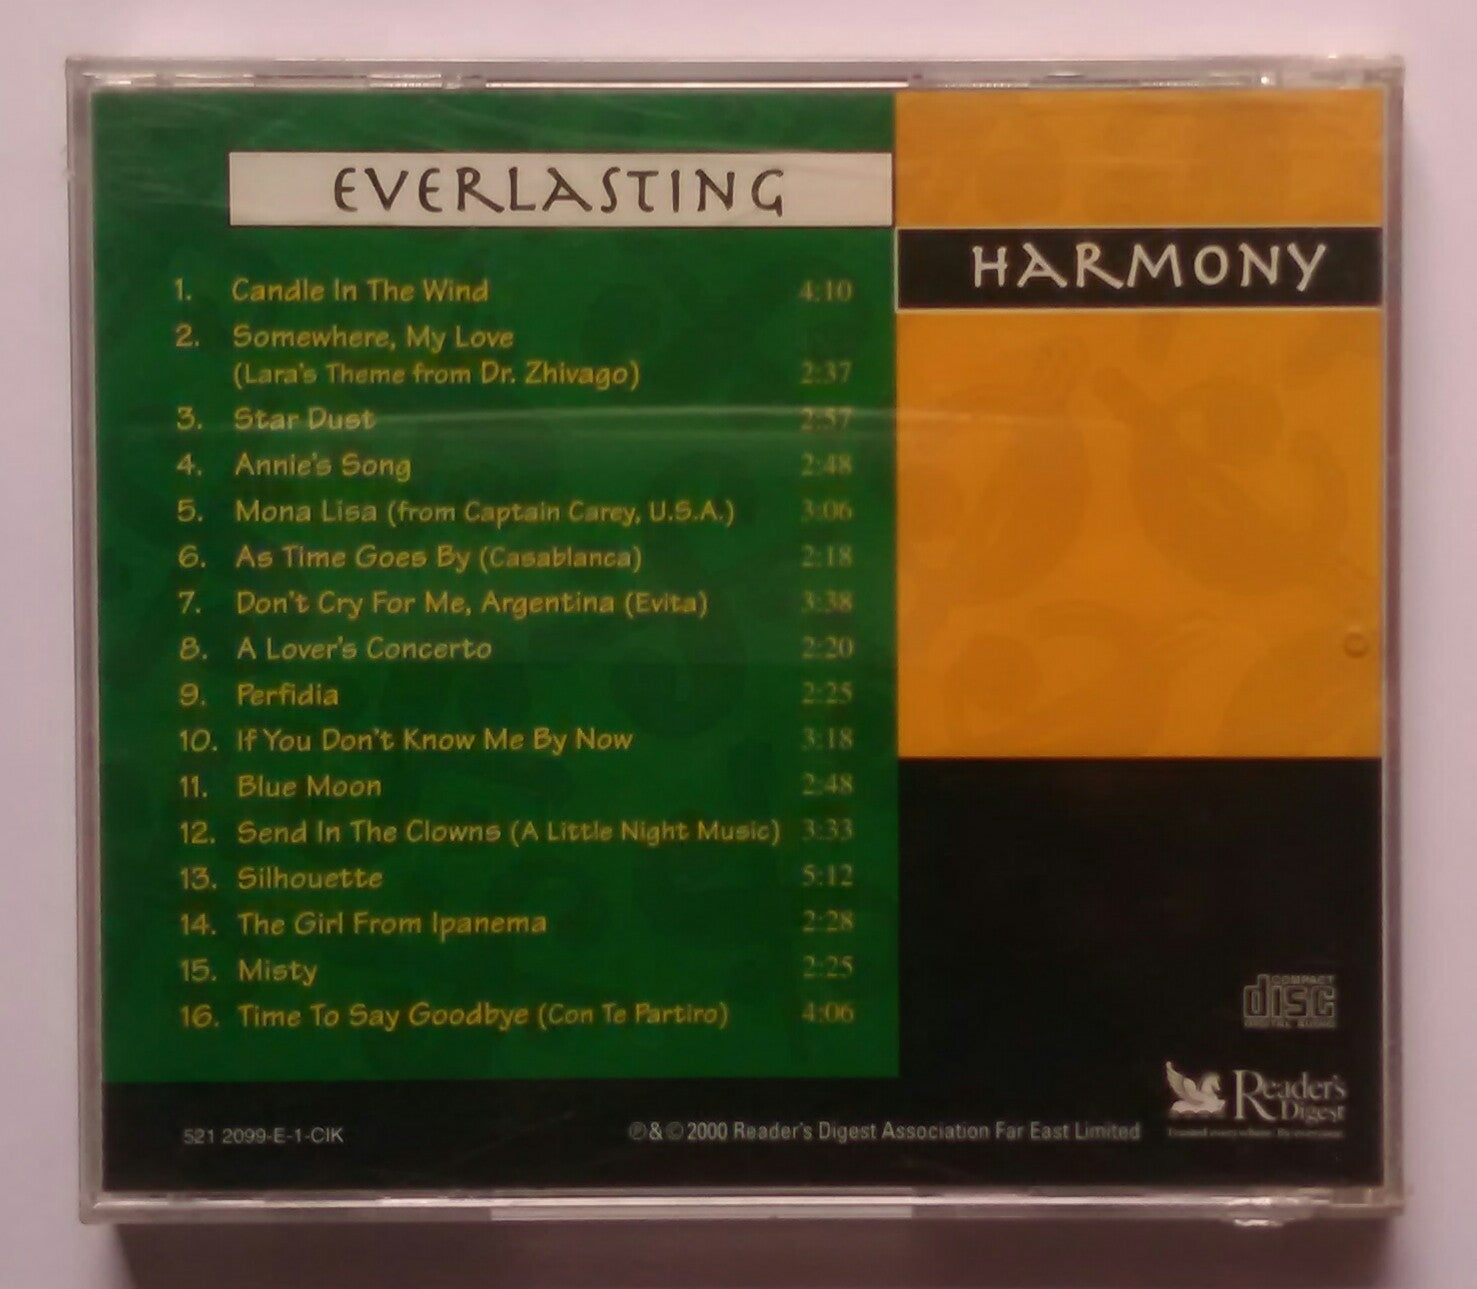 EVERLASTING
HARMONY
1. Candle In The Wind 4:10
2. Somewhere, My Love
(Lara's Theme from Dr. Zhivago) 2:37
3. Star Dust 2:57
4. Annie's Song 2:48
5. Mona Lisa (from Captain Carey, U.S.A.) 3:06
6. As Time Goes By (Casablanca) 2:18
7. Don't Cry For Me, Argentina (Evita) 3:38
8. A Lover's Concerto 2:20
9. Perfidia 2:25
10. If You Don't Know Me By Now 3:18
11. Blue Moon 2:48
12. Send In The Clowns (A Little Night Music) 3:33
13. Silhouette 5:12
14. The Girl From Ipanema 2:28
15. Misty 2:25
16. Time To Say Goodbye (Con Te Partiro) 4:06
COMPACT
disc
DIGITAL AUDIO
Reader's
Digest
521 2099-E-1-CIK
℗ & © 2000 Reader's Digest Association Far East Limited